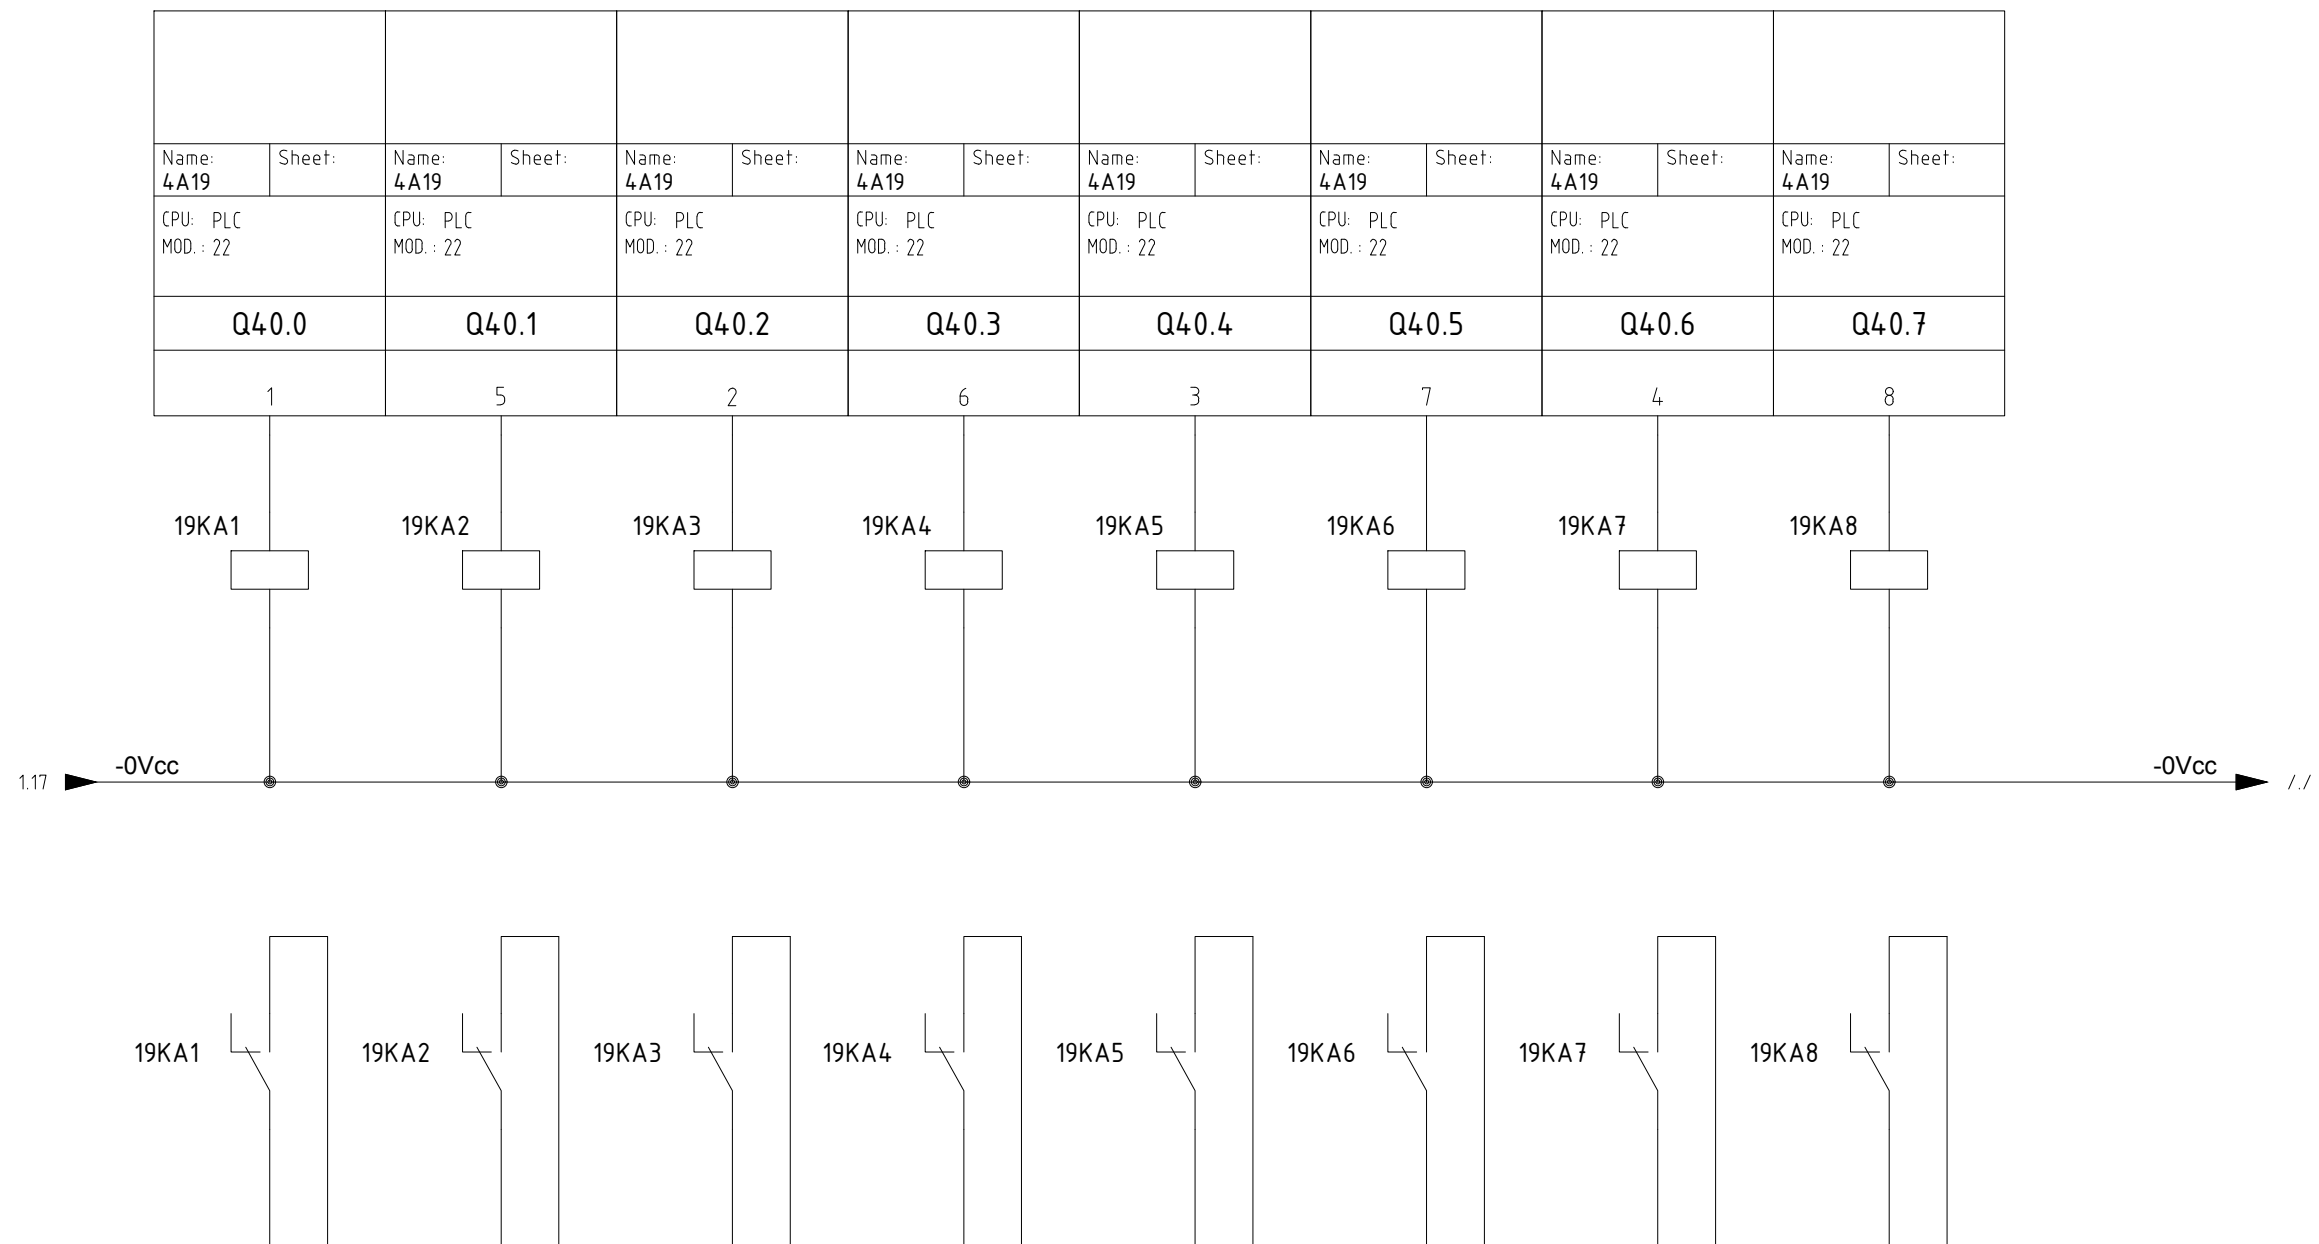 Name: Sheet: Name: Sheet: Name: Sheet: Name: Sheet: Name: Sheet: Name: Sheet: Name: Sheet: Name: Sheet:
4A19 4A19 4A19 4A19 4A19 4A19 4A19 4A19
CPU: PLC CPU: PLC CPU: PLC CPU: PLC CPU: PLC CPU: PLC CPU: PLC CPU: PLC
MOD. : 22 MOD. : 22 MOD. : 22 MOD. : 22 MOD. : 22 MOD. : 22 MOD. : 22 MOD. : 22
Q40.0 Q40.1 Q40.2 Q40.3 Q40.4 Q40.5 Q40.6 Q40.7
1 5 2 6 3 7 4 8
19KA1 19KA2 19KA3 19KA4 19KA5 19KA6 19KA7 19KA8
-0Vcc -0Vcc
1.17 /./
19KA1 19KA2 19KA3 19KA4 19KA5 19KA6 19KA7 19KA8